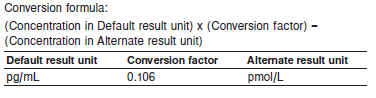 Conversion formula:
(Concentration in Default result unit) x (Conversion factor) –
(Concentration in Alternate result unit)
Default result unit Conversion factor Alternate result unit
pg/mL 0.106 pmol/L